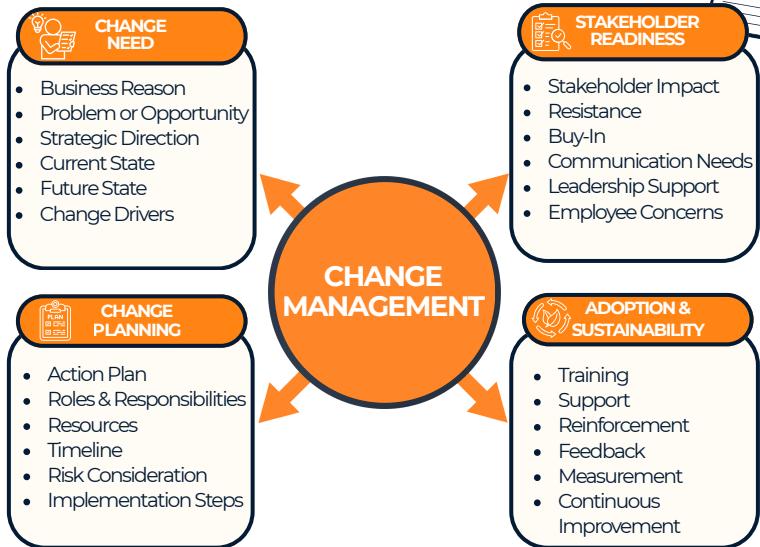 CHANGE
NEED
• Business Reason
• Problem or Opportunity
• Strategic Direction
• Current State
• Future State
• Change Drivers
STAKEHOLDER
READINESS
• Stakeholder Impact
• Resistance
• Buy-In
• Communication Needs
• Leadership Support
• Employee Concerns
CHANGE
MANAGEMENT
PLAN
CHANGE
PLANNING
• Action Plan
• Roles & Responsibilities
• Resources
• Timeline
• Risk Consideration
• Implementation Steps
ADOPTION &
SUSTAINABILITY
• Training
• Support
• Reinforcement
• Feedback
• Measurement
• Continuous
Improvement